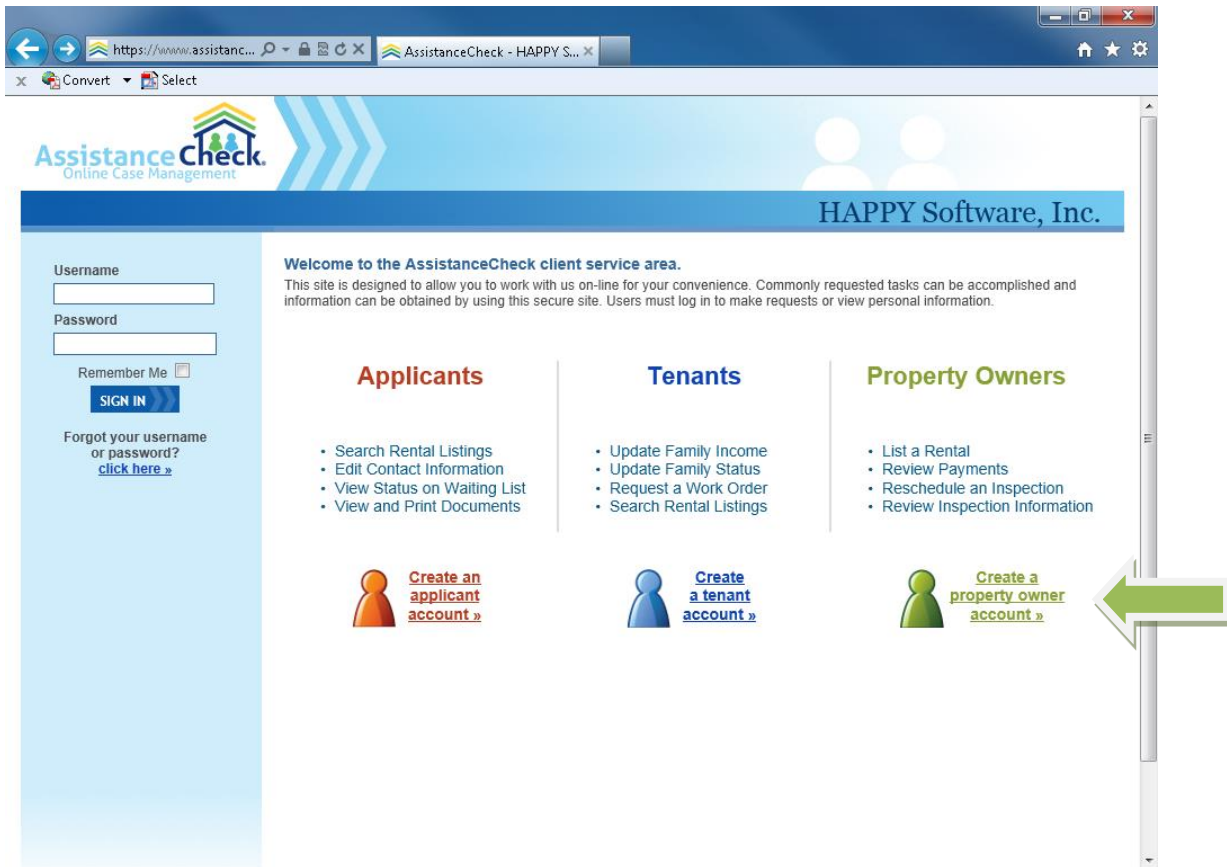 https://www.assistanc...
AssistanceCheck - HAPPY S...
x Convert Select
AssistanceCheck.
Online Case Management
HAPPY Software, Inc.
Username
Password
Remember Me
SIGN IN
Forgot your username
or password?
click here »
Welcome to the AssistanceCheck client service area.
This site is designed to allow you to work with us on-line for your convenience. Commonly requested tasks can be accomplished and
information can be obtained by using this secure site. Users must log in to make requests or view personal information.
Applicants
• Search Rental Listings
• Edit Contact Information
• View Status on Waiting List
• View and Print Documents
Create an
applicant
account »
Tenants
• Update Family Income
• Update Family Status
• Request a Work Order
• Search Rental Listings
Create
a tenant
account »
Property Owners
• List a Rental
• Review Payments
• Reschedule an Inspection
• Review Inspection Information
Create a
property owner
account »